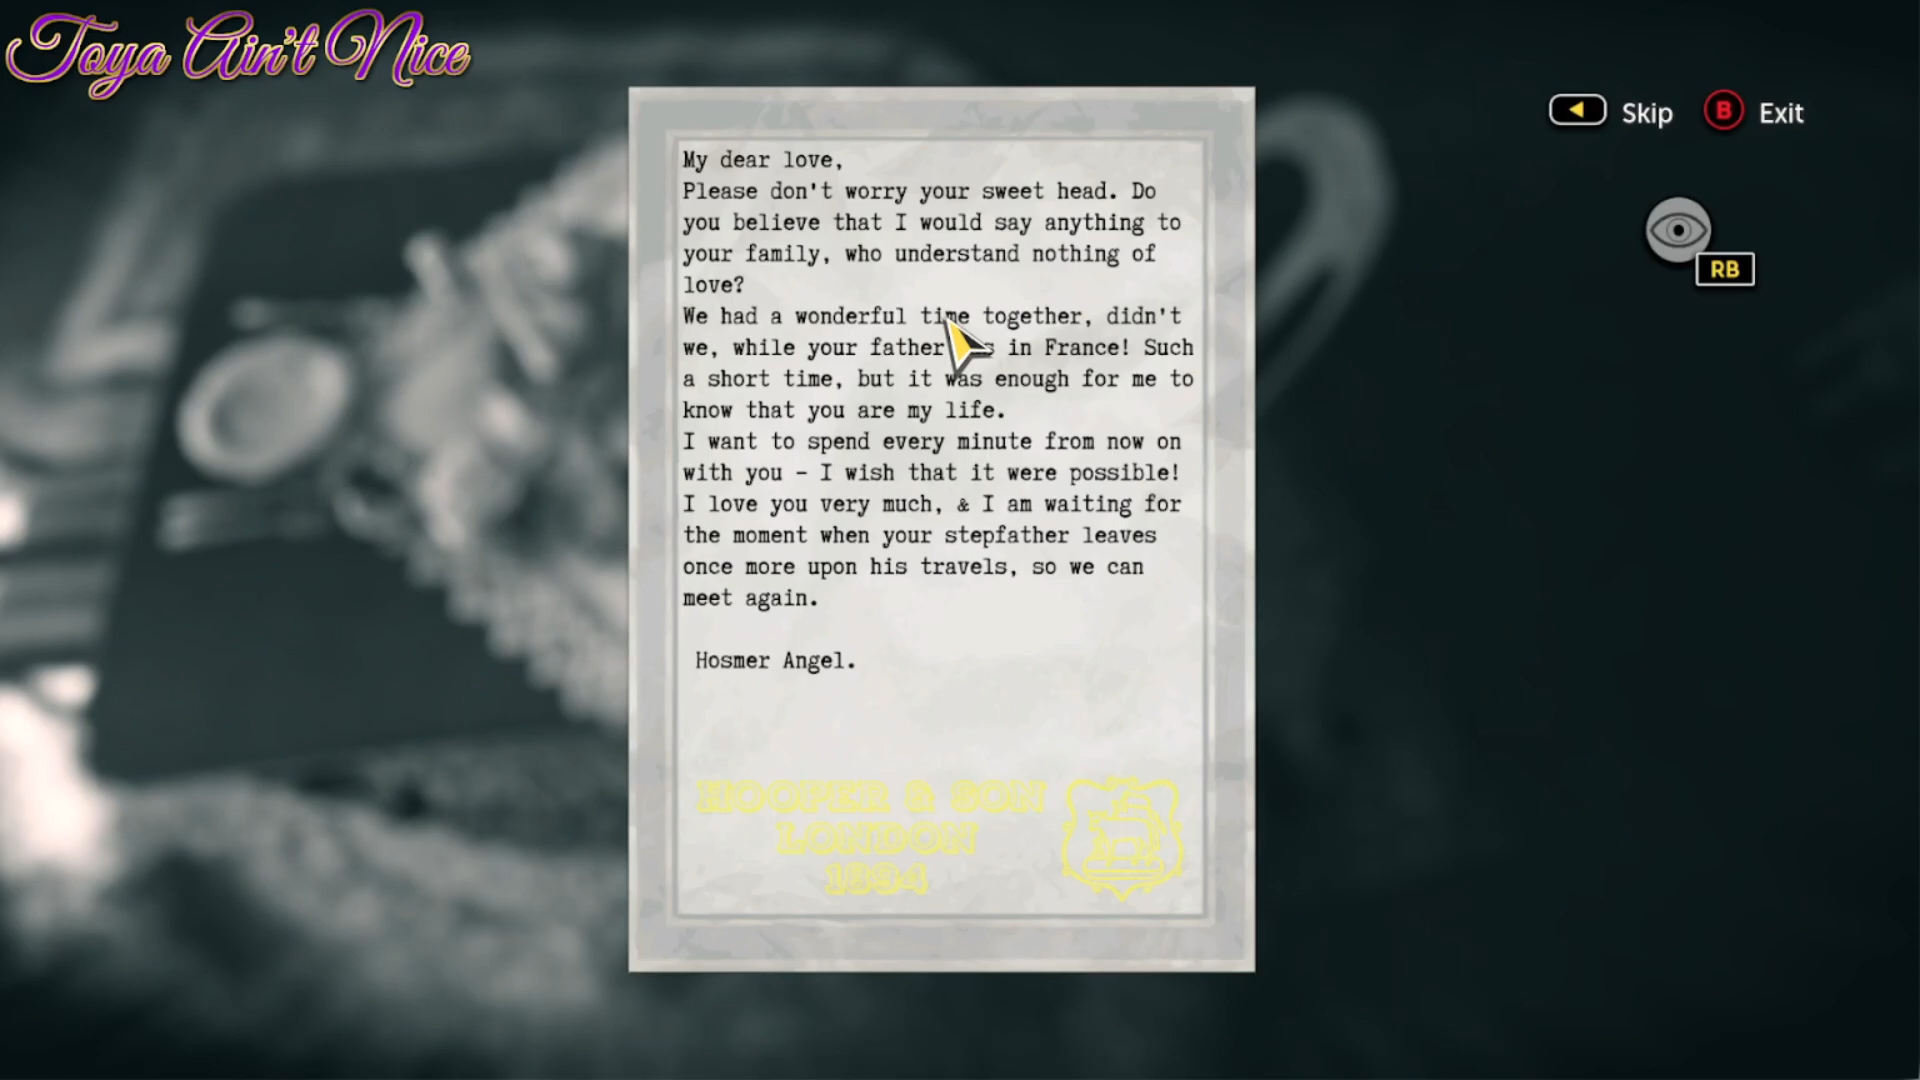 Toya Ain't Nice
Skip
B Exit
RB
My dear love,
Please don't worry your sweet head. Do
you believe that I would say anything to
your family, who understand nothing of
love?
We had a wonderful time together, didn't
we, while your father in France! Such
a short time, but it was enough for me to
know that you are my life.
I want to spend every minute from now on
with you - I wish that it were possible!
I love you very much, & I am waiting for
the moment when your stepfather leaves
once more upon his travels, so we can
meet again.
Hosmer Angel.
HOOPER & SON
LONDON
1894